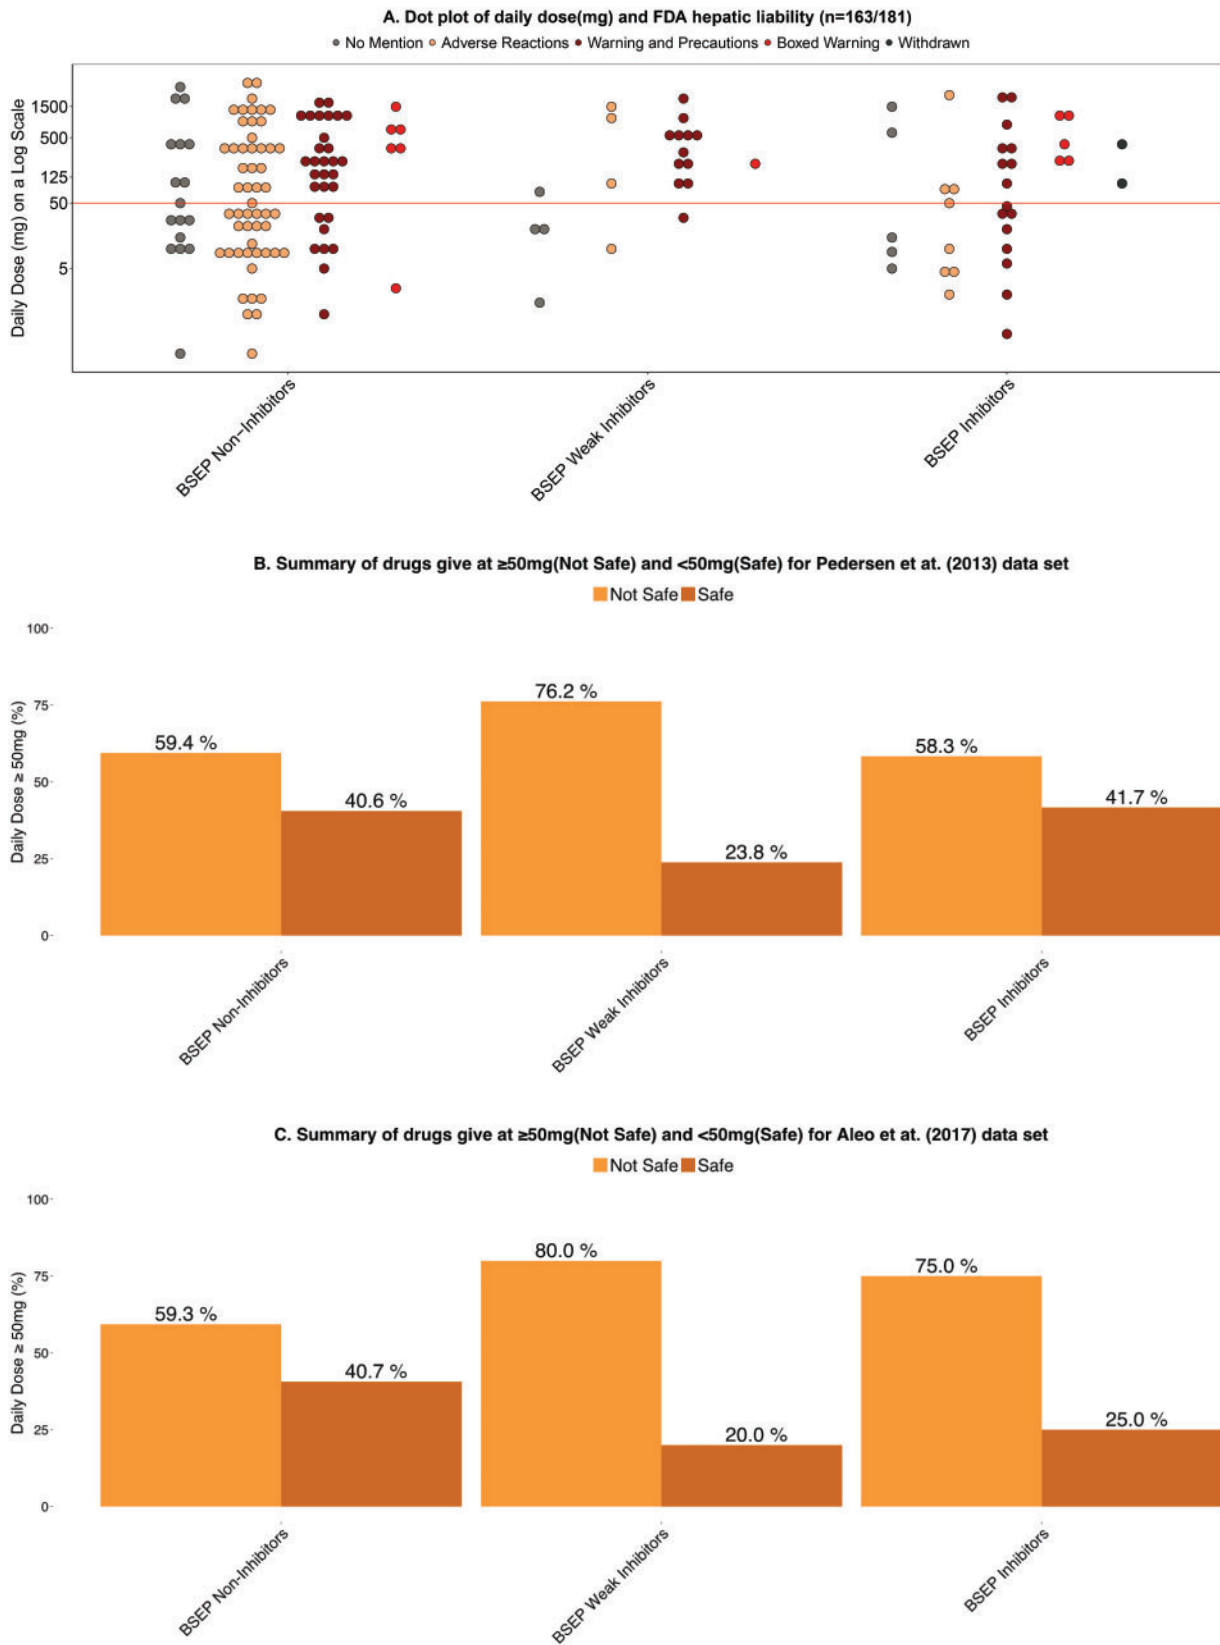 A. Dot plot of daily dose(mg) and FDA hepatic liability (n=163/181)
No Mention Adverse Reactions Warning and Precautions Boxed Warning Withdrawn
Daily Dose (mg) on a Log Scale
1500
500
125
50
5
BSEP Non−Inhibitors
BSEP Weak Inhibitors
BSEP Inhibitors
B. Summary of drugs give at ≥50mg(Not Safe) and <50mg(Safe) for Pedersen et at. (2013) data set
Not Safe Safe
Daily Dose ≥ 50mg (%)
100
75
50
25
0
59.4 %
40.6 %
76.2 %
23.8 %
58.3 %
41.7 %
BSEP Non-Inhibitors
BSEP Weak Inhibitors
BSEP Inhibitors
C. Summary of drugs give at ≥50mg(Not Safe) and <50mg(Safe) for Aleo et at. (2017) data set
Not Safe Safe
Daily Dose ≥ 50mg (%)
100
75
50
25
0
59.3 %
40.7 %
80.0 %
20.0 %
75.0 %
25.0 %
BSEP Non-Inhibitors
BSEP Weak Inhibitors
BSEP Inhibitors